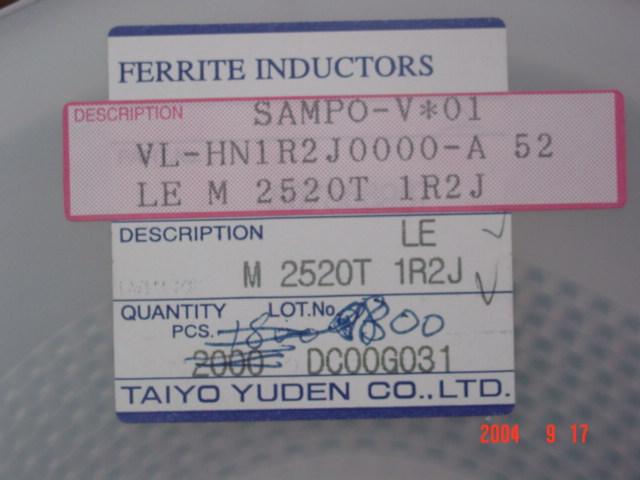 FERRITE INDUCTORS
DESCRIPTION
SAMPO-V*01
VL-HN1R2J0000-A 52
LE M 2520T 1R2J
DESCRIPTION LE
M 2520T 1R2J
QUANTITY LOT.No.
PCS. 1800 800
2000 DC00G031
TAIYO YUDEN CO.,LTD.
2004 9 17